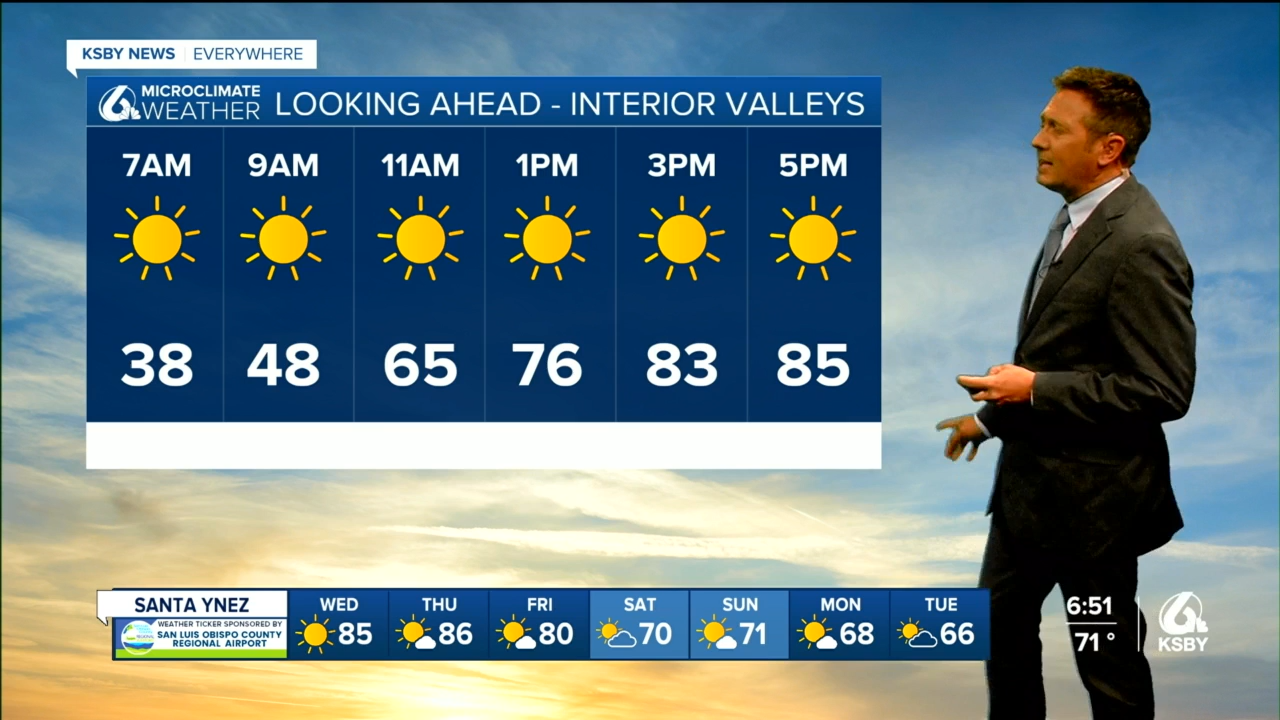 KSBY NEWS EVERYWHERE
6 MICROCLIMATE WEATHER LOOKING AHEAD - INTERIOR VALLEYS
7AM 9AM 11AM 1PM 3PM 5PM
38 48 65 76 83 85
SANTA YNEZ
WEATHER TICKER SPONSORED BY
SAN LUIS OBISPO COUNTY
REGIONAL AIRPORT
WED THU FRI SAT SUN MON TUE
85 86 80 70 71 68 66
6:51
71°
6
KSBY